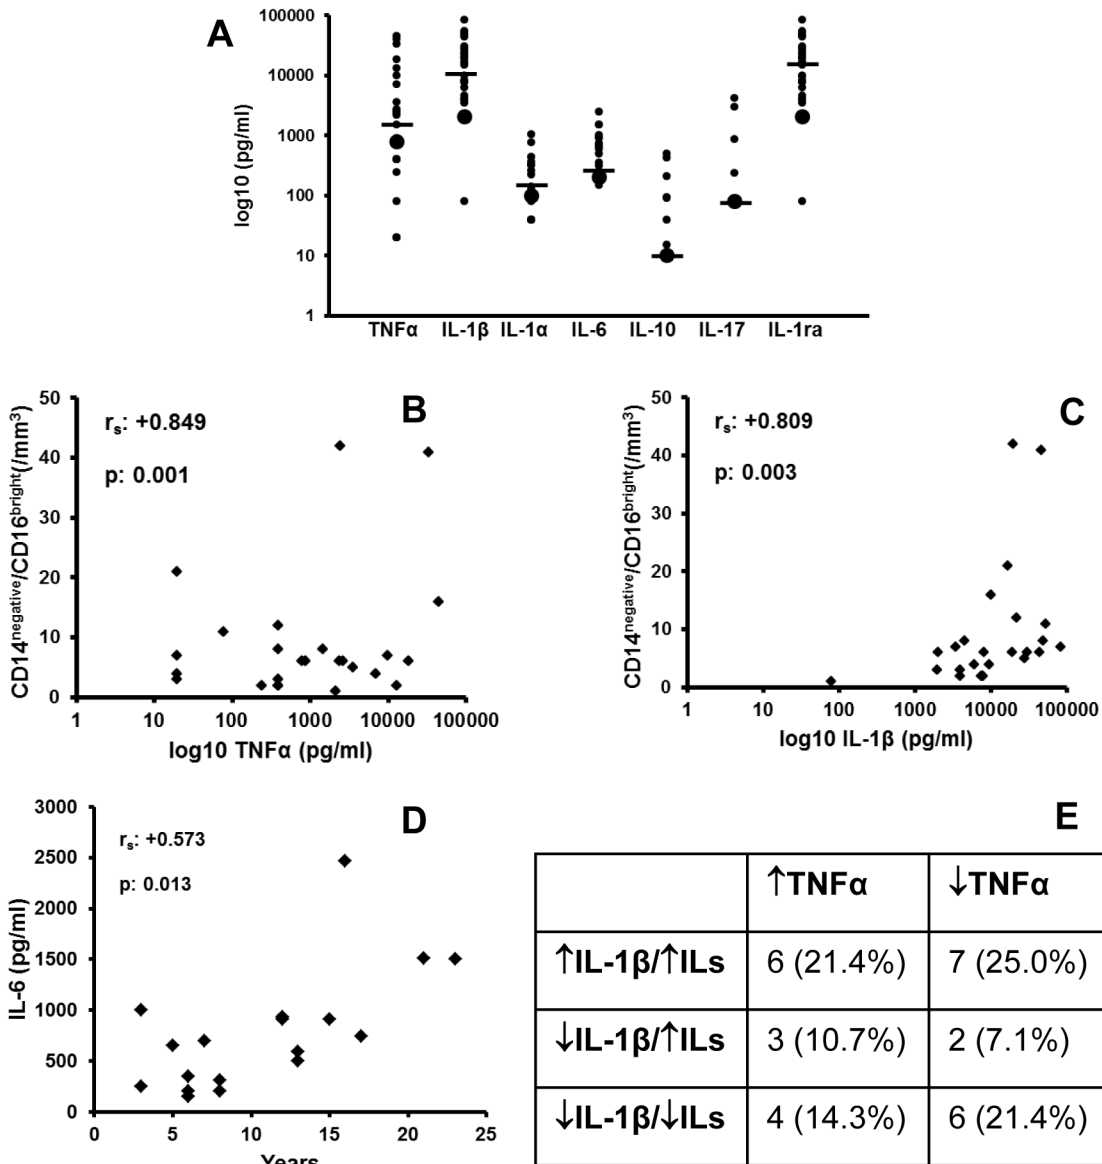 A
100000
10000
1000
100
10
1
log10 (pg/ml)
TNFα IL-1β IL-1α IL-6 IL-10 IL-17 IL-1ra
B
rs: +0.849
p: 0.001
50
40
30
20
10
0
CD14negative/CD16bright(/mm3)
1 10 100 1000 10000 100000
log10 TNFα (pg/ml)
C
rs: +0.809
p: 0.003
50
40
30
20
10
0
CD14negative/CD16bright(/mm3)
1 10 100 1000 10000 100000
log10 IL-1β (pg/ml)
D
rs: +0.573
p: 0.013
3000
2500
2000
1500
1000
500
0
IL-6 (pg/ml)
0 5 10 15 20 25
Years
E
↑TNFα ↓TNFα
↑IL-1β/↑ILs 6 (21.4%) 7 (25.0%)
↓IL-1β/↑ILs 3 (10.7%) 2 (7.1%)
↓IL-1β/↓ILs 4 (14.3%) 6 (21.4%)